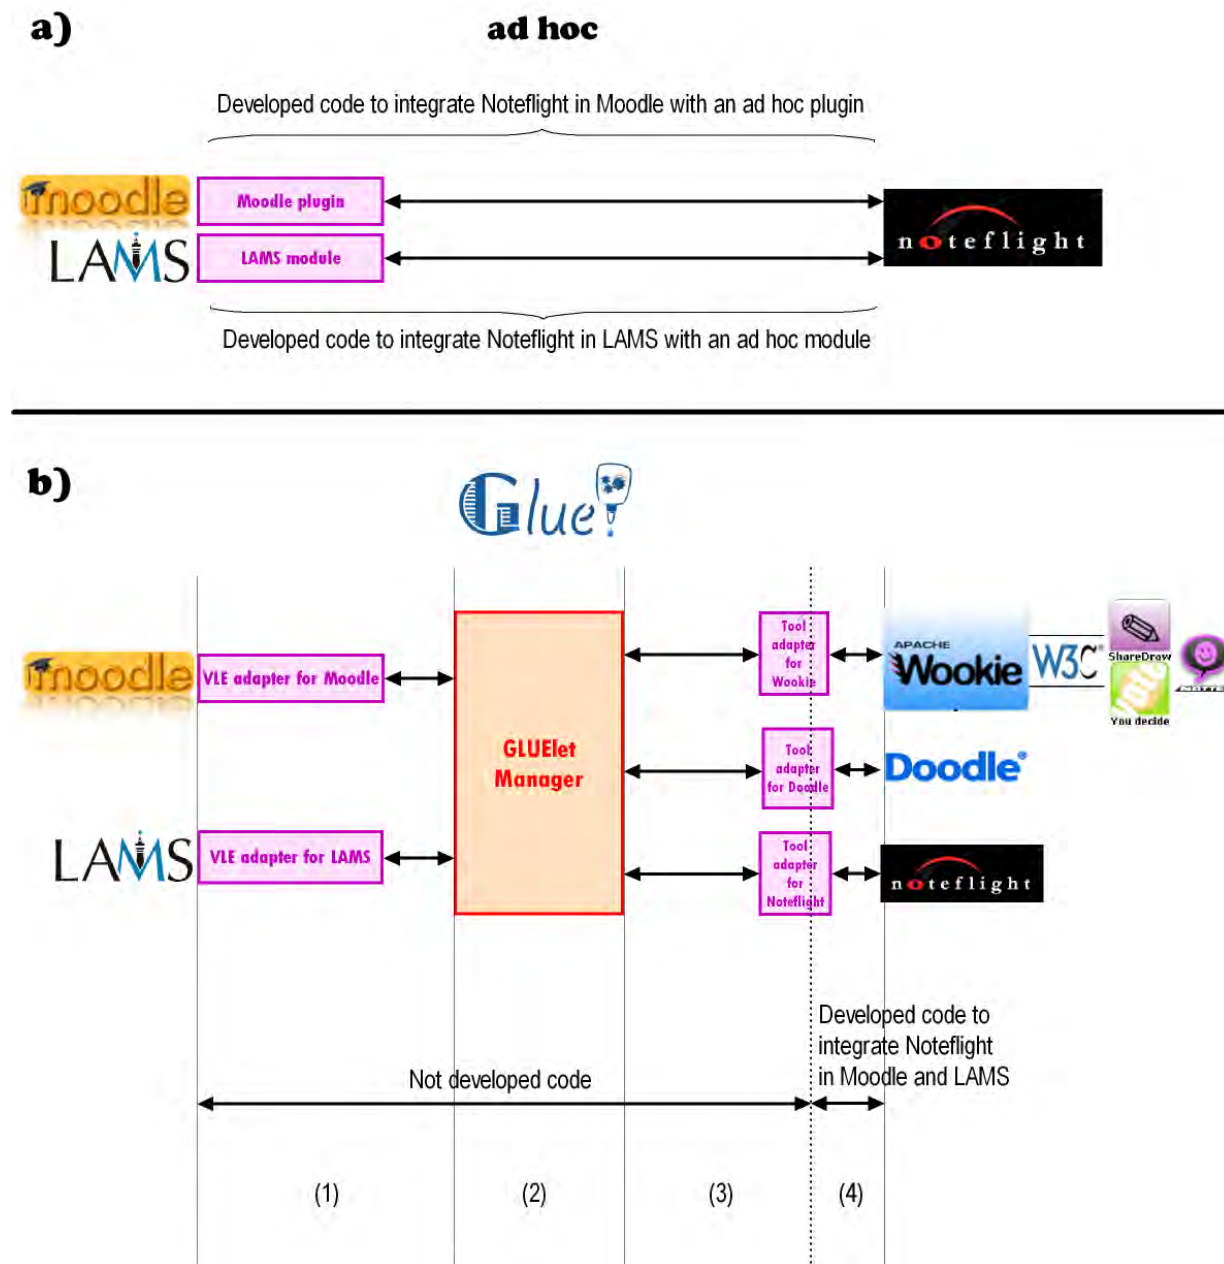 a)
ad hoc
Developed code to integrate Noteflight in Moodle with an ad hoc plugin
moodle
Moodle plugin
LAMS
LAMS module
noteflight
Developed code to integrate Noteflight in LAMS with an ad hoc module
b)
Glue!
moodle
VLE adapter for Moodle
LAMS
VLE adapter for LAMS
GLUElet
Manager
Tool
adapter
for
Wookie
APACHE
Wookie
W3C®
ShareDraw
You decide
Tool
adapter
for Doodle
Doodle®
Tool
adapter
for
Noteflight
noteflight
Developed code to
integrate Noteflight
in Moodle and LAMS
Not developed code
(1)
(2)
(3)
(4)